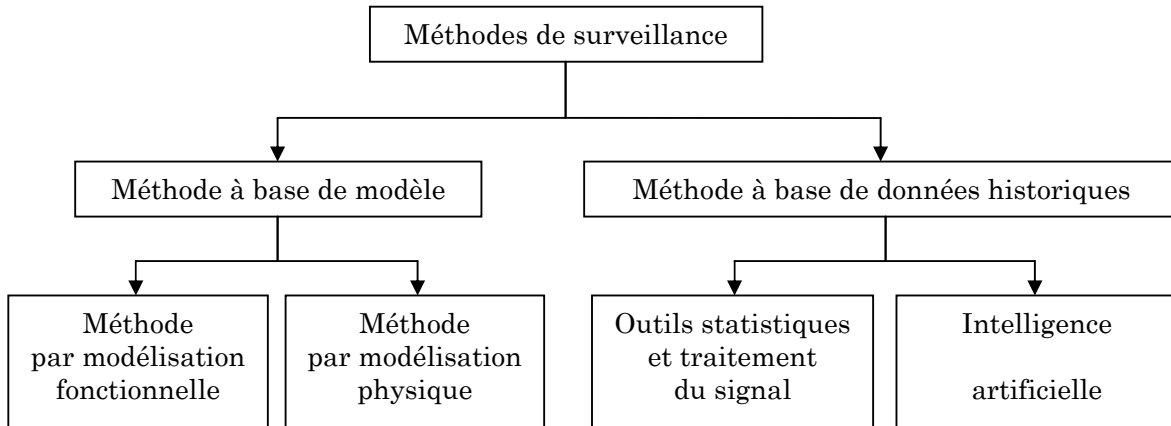 Méthodes de surveillance
Méthode à base de modèle
Méthode à base de données historiques
Méthode
par modélisation
fonctionnelle
Méthode
par modélisation
physique
Outils statistiques
et traitement
du signal
Intelligence
artificielle